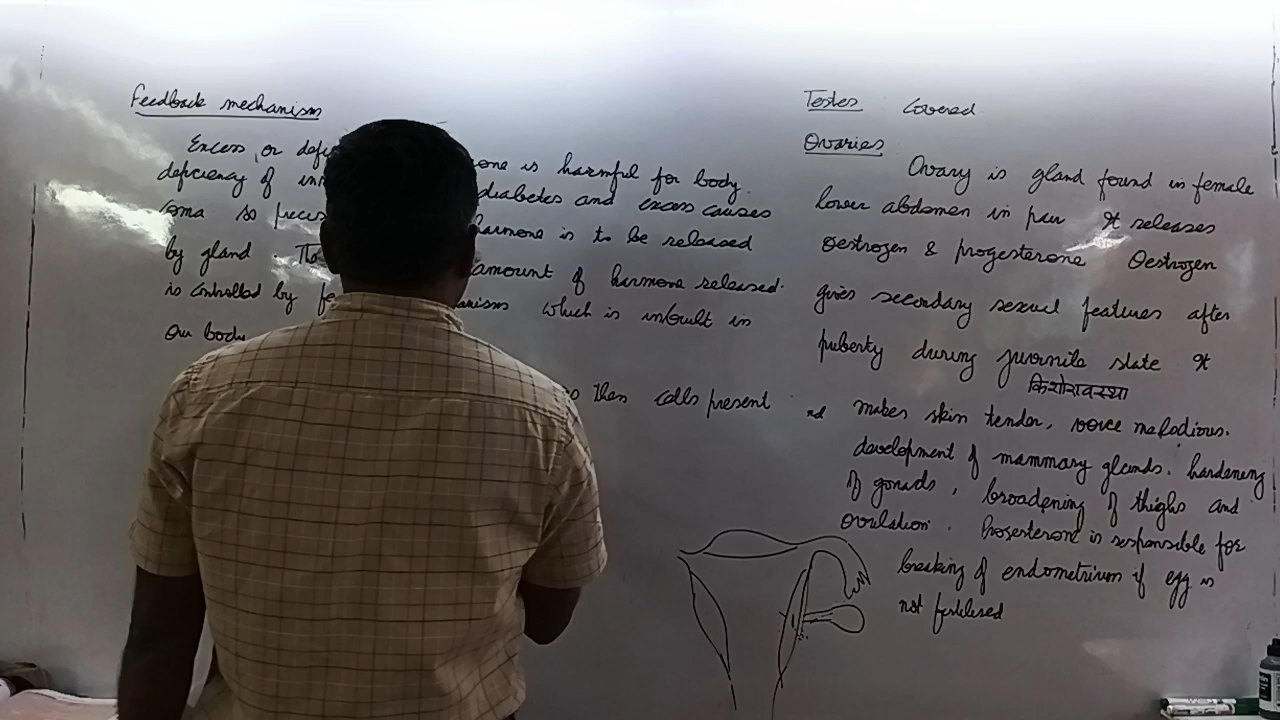 Feedback mechanism
Excess, or defi one is harmful for body.
deficiency of in diabetes and excess causes
coma so preci harmone is to be released
by gland. The amount of harmone released.
is controlled by fe anism which is inbuilt in
our body
then cells present
Testes Covered
Ovaries
Ovary is gland found in female
lower abdomen in pair It releases
oestrogen & progesterone Oestrogen
gives secondary sexual features after
puberty during juvenile state It
किशोरावस्था
makes skin tender, voice melodious.
development of mammary glands. hardening
of gonads, broadening of thighs and
ovulation. Progesterone is responsible for
breaking of endometrium if egg is
not fertilised